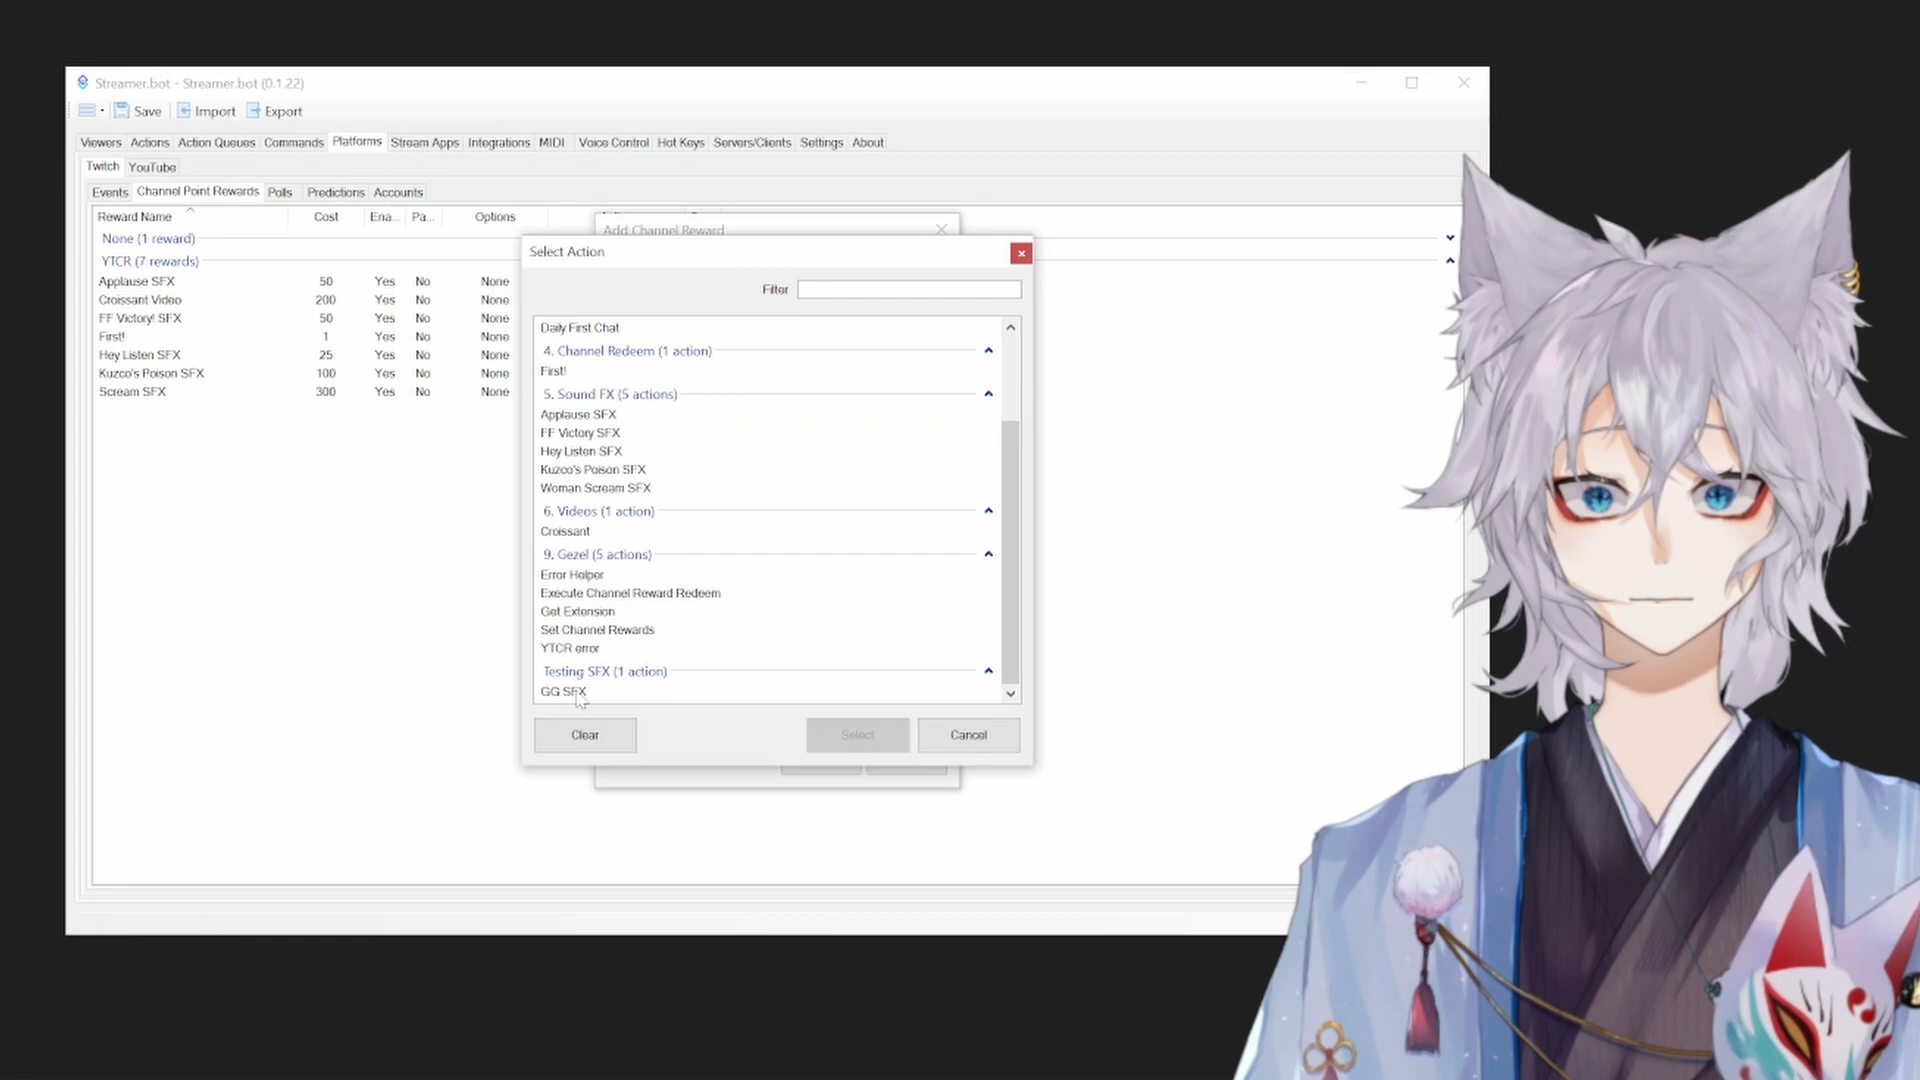 Streamer.bot - Streamer.bot (0.1.22)
Save Import Export
Viewers Actions Action Queues Commands Platforms Stream Apps Integrations MIDI Voice Control Hot Keys Servers/Clients Settings About
Twitch YouTube
Events Channel Point Rewards Polls Predictions Accounts
Reward Name Cost Ena... Pa... Options
None (1 reward)
YTCR (7 rewards)
Applause SFX 50 Yes No None
Croissant Video 200 Yes No None
FF Victory! SFX 50 Yes No None
First! 1 Yes No None
Hey Listen SFX 25 Yes No None
Kuzco's Poison SFX 100 Yes No None
Scream SFX 300 Yes No None
Add Channel Reward
Select Action
Filter
Daily First Chat
4. Channel Redeem (1 action)
First!
5. Sound FX (5 actions)
Applause SFX
FF Victory SFX
Hey Listen SFX
Kuzco's Poison SFX
Woman Scream SFX
6. Videos (1 action)
Croissant
9. Gezel (5 actions)
Error Helper
Execute Channel Reward Redeem
Get Extension
Set Channel Rewards
YTCR error
Testing SFX (1 action)
GG SFX
Clear Select Cancel